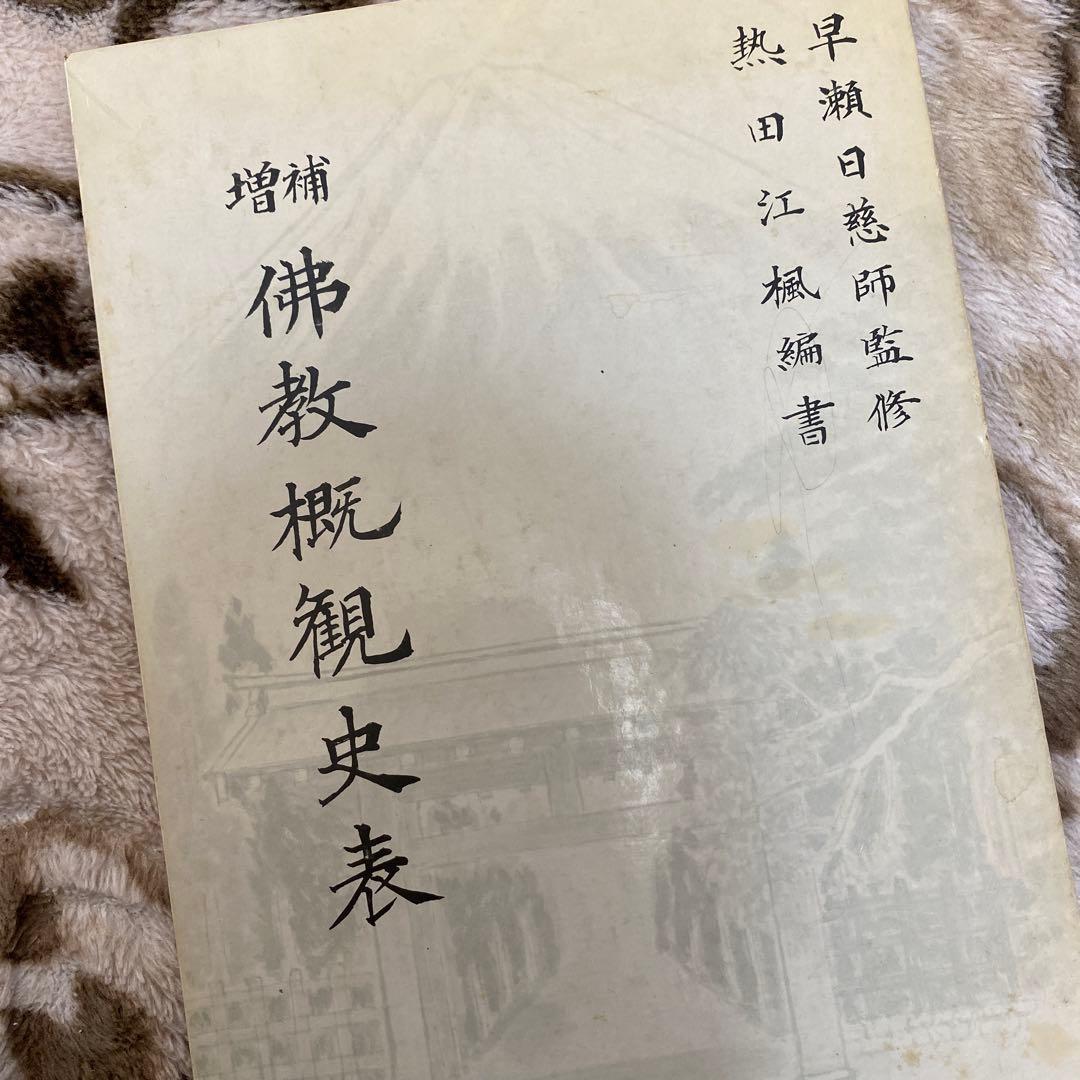 早瀬日慈師監修
熱田江楓編書
増補
佛教概観史表